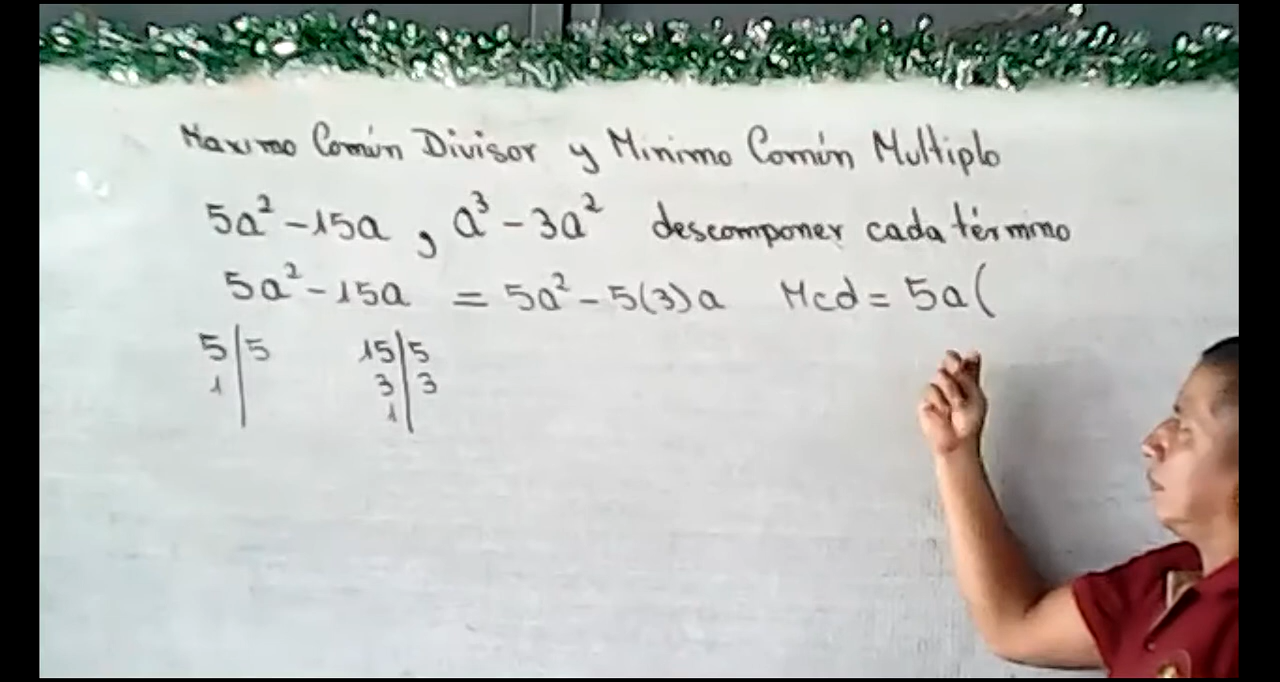 Maximo Común Divisor y Minimo Común Multiplo
5a² - 15a , a³ - 3a² descomponer cada término
5a² - 15a = 5a² - 5(3)a Mcd = 5a(
5|5 15|5
1| 3|3
1|